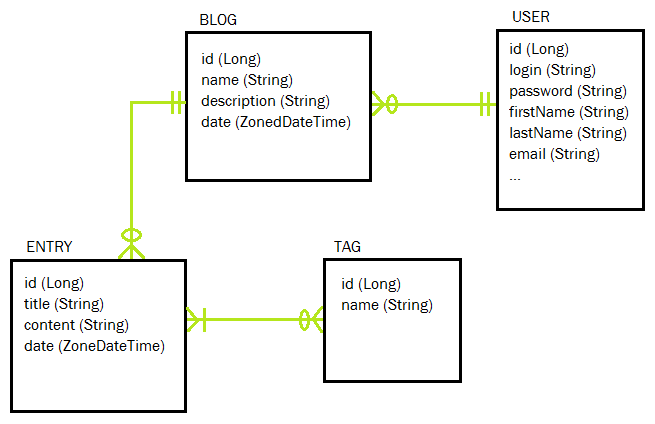 BLOG
id (Long)
name (String)
description (String)
date (ZonedDateTime)
USER
id (Long)
login (String)
password (String)
firstName (String)
lastName (String)
email (String)
...
ENTRY
id (Long)
title (String)
content (String)
date (ZoneDateTime)
TAG
id (Long)
name (String)